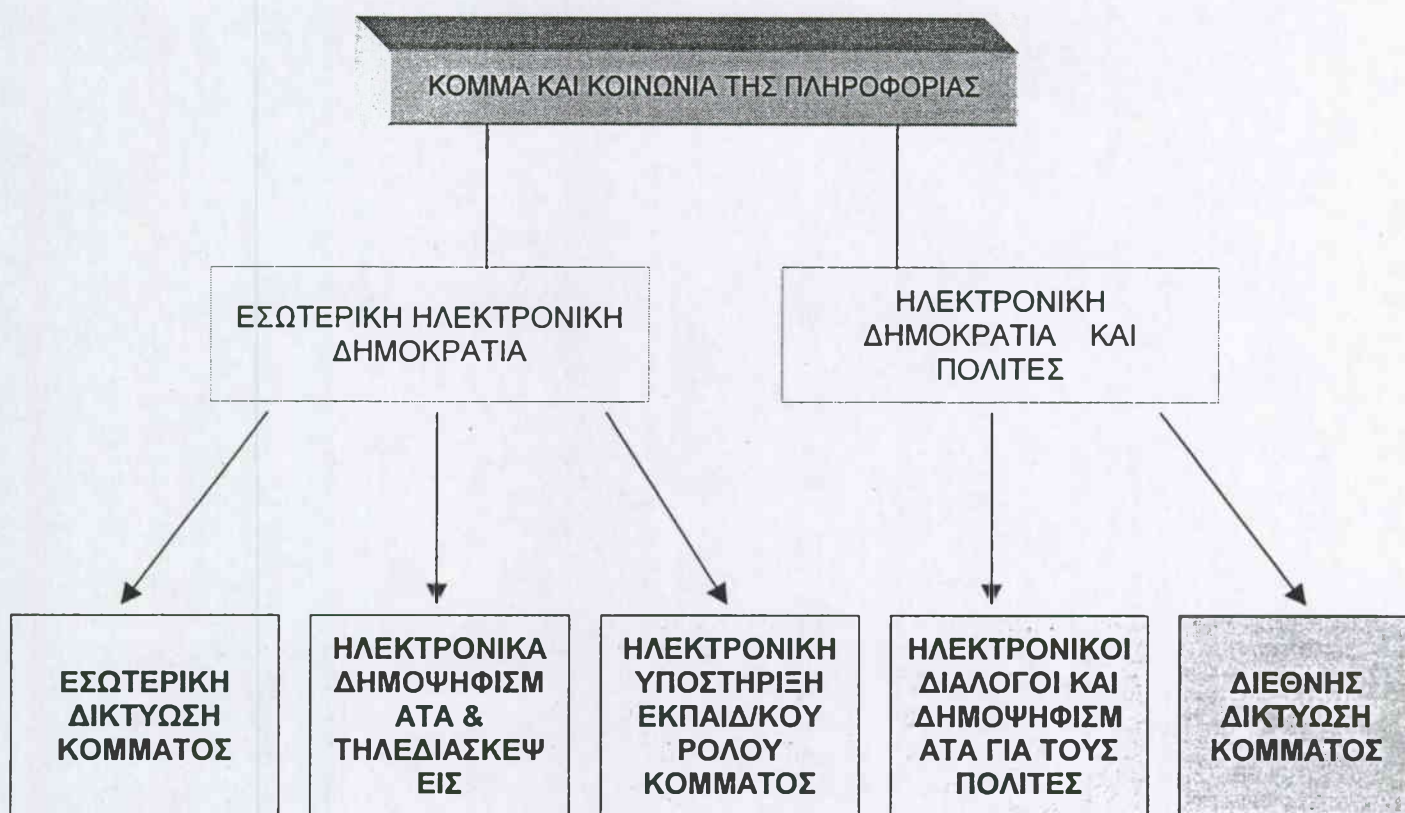 ΚΟΜΜΑ ΚΑΙ ΚΟΙΝΩΝΙΑ ΤΗΣ ΠΛΗΡΟΦΟΡΙΑΣ
ΕΣΩΤΕΡΙΚΗ ΗΛΕΚΤΡΟΝΙΚΗ
ΔΗΜΟΚΡΑΤΙΑ
ΗΛΕΚΤΡΟΝΙΚΗ
ΔΗΜΟΚΡΑΤΙΑ ΚΑΙ
ΠΟΛΙΤΕΣ
ΕΣΩΤΕΡΙΚΗ
ΔΙΚΤΥΩΣΗ
ΚΟΜΜΑΤΟΣ
ΗΛΕΚΤΡΟΝΙΚΑ
ΔΗΜΟΨΗΦΙΣΜ
ΑΤΑ &
ΤΗΛΕΔΙΑΣΚΕΨ
ΕΙΣ
ΗΛΕΚΤΡΟΝΙΚΗ
ΥΠΟΣΤΗΡΙΞΗ
ΕΚΠΑΙΔ/ΚΟΥ
ΡΟΛΟΥ
ΚΟΜΜΑΤΟΣ
ΗΛΕΚΤΡΟΝΙΚΟΙ
ΔΙΑΛΟΓΟΙ ΚΑΙ
ΔΗΜΟΨΗΦΙΣΜ
ΑΤΑ ΓΙΑ ΤΟΥΣ
ΠΟΛΙΤΕΣ
ΔΙΕΘΝΗΣ
ΔΙΚΤΥΩΣΗ
ΚΟΜΜΑΤΟΣ